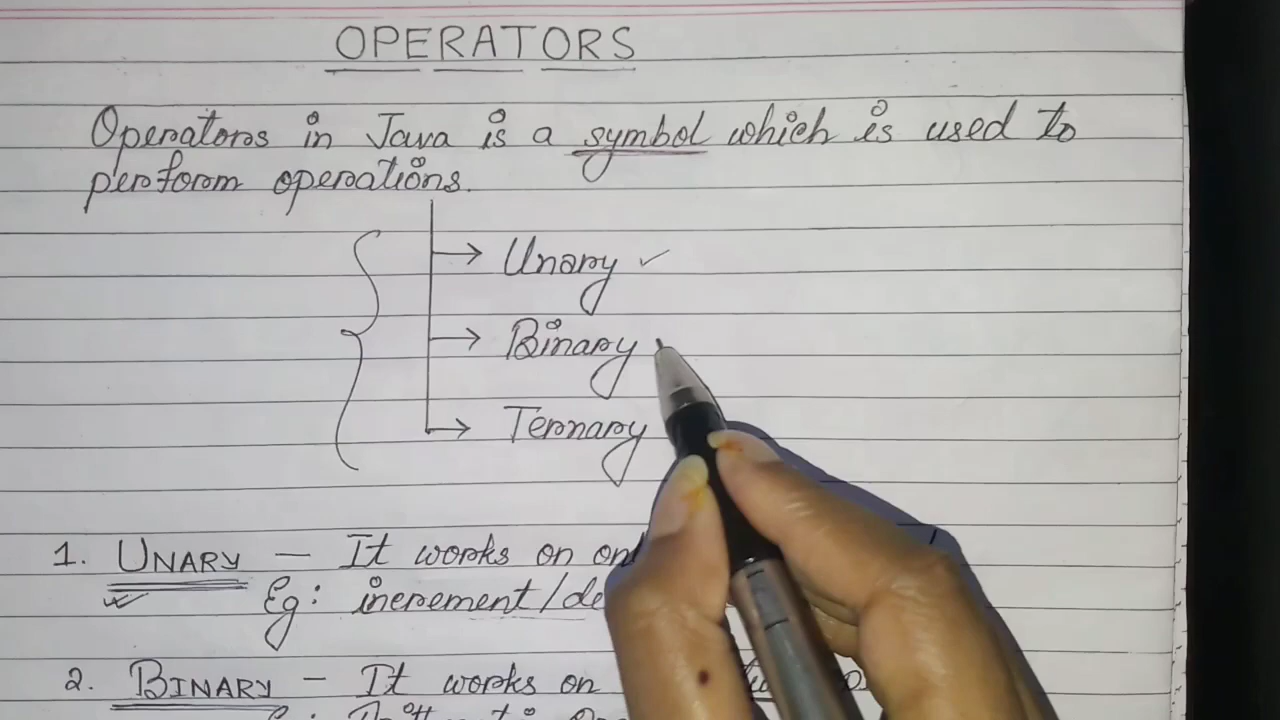 OPERATORS
Operators in Java is a symbol which is used to
perform operations.
Unary ✓
Binary
Ternary
1. UNARY — It works on
Eg: increment/de
2. BINARY — It works on